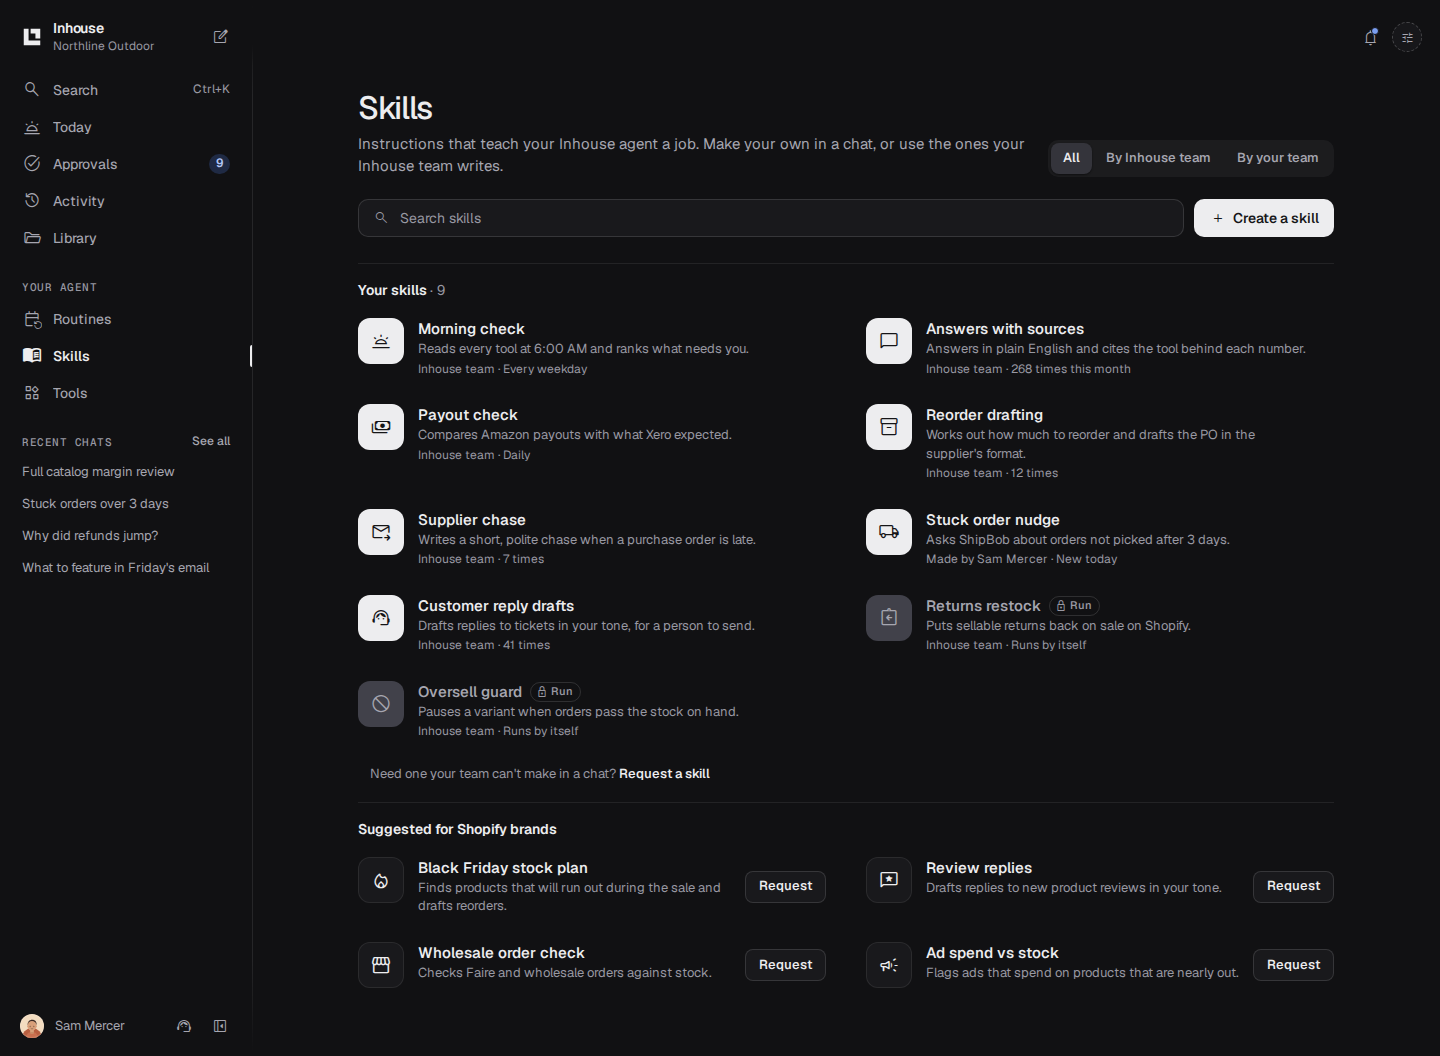 Inhouse
Northline Outdoor
Search Ctrl+K
Today
Approvals 9
Activity
Library
YOUR AGENT
Routines
Skills
Tools
RECENT CHATS See all
Full catalog margin review
Stuck orders over 3 days
Why did refunds jump?
What to feature in Friday's email
Sam Mercer
Skills
Instructions that teach your Inhouse agent a job. Make your own in a chat, or use the ones your
Inhouse team writes.
All By Inhouse team By your team
Search skills
+ Create a skill
Your skills · 9
Morning check
Reads every tool at 6:00 AM and ranks what needs you.
Inhouse team · Every weekday
Answers with sources
Answers in plain English and cites the tool behind each number.
Inhouse team · 268 times this month
Payout check
Compares Amazon payouts with what Xero expected.
Inhouse team · Daily
Reorder drafting
Works out how much to reorder and drafts the PO in the
supplier's format.
Inhouse team · 12 times
Supplier chase
Writes a short, polite chase when a purchase order is late.
Inhouse team · 7 times
Stuck order nudge
Asks ShipBob about orders not picked after 3 days.
Made by Sam Mercer · New today
Customer reply drafts
Drafts replies to tickets in your tone, for a person to send.
Inhouse team · 41 times
Returns restock Run
Puts sellable returns back on sale on Shopify.
Inhouse team · Runs by itself
Oversell guard Run
Pauses a variant when orders pass the stock on hand.
Inhouse team · Runs by itself
Need one your team can't make in a chat? Request a skill
Suggested for Shopify brands
Black Friday stock plan
Finds products that will run out during the sale and
drafts reorders.
Request
Review replies
Drafts replies to new product reviews in your tone.
Request
Wholesale order check
Checks Faire and wholesale orders against stock.
Request
Ad spend vs stock
Flags ads that spend on products that are nearly out.
Request